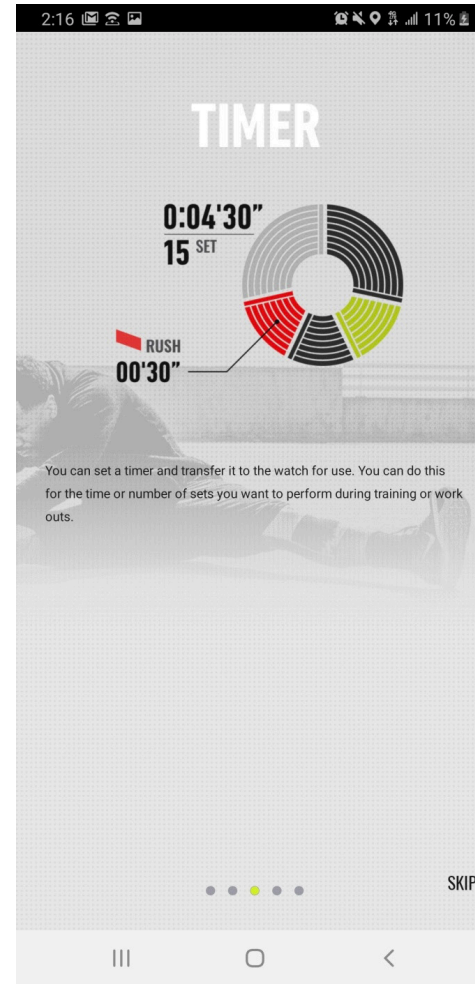 2:16 11%
TIMER
0:04'30”
15 SET
RUSH
00'30”
You can set a timer and transfer it to the watch for use. You can do this
for the time or number of sets you want to perform during training or work
outs.
SKIP